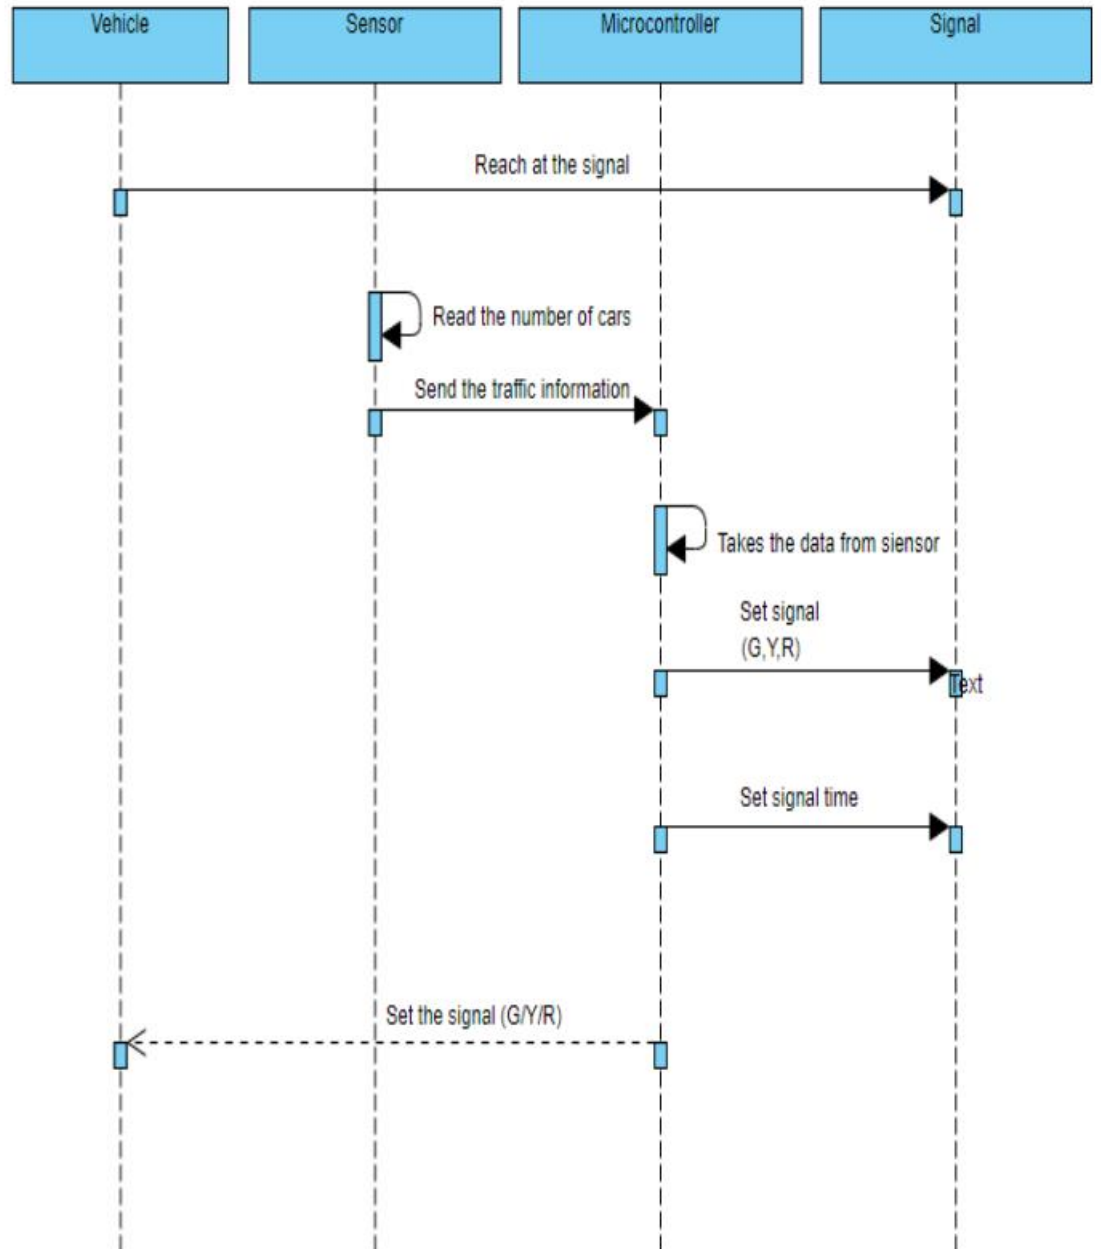 Vehicle
Sensor
Microcontroller
Signal
Reach at the signal
Read the number of cars
Send the traffic information
Takes the data from siensor
Set signal
(G,Y,R)
Text
Set signal time
Set the signal (G/Y/R)